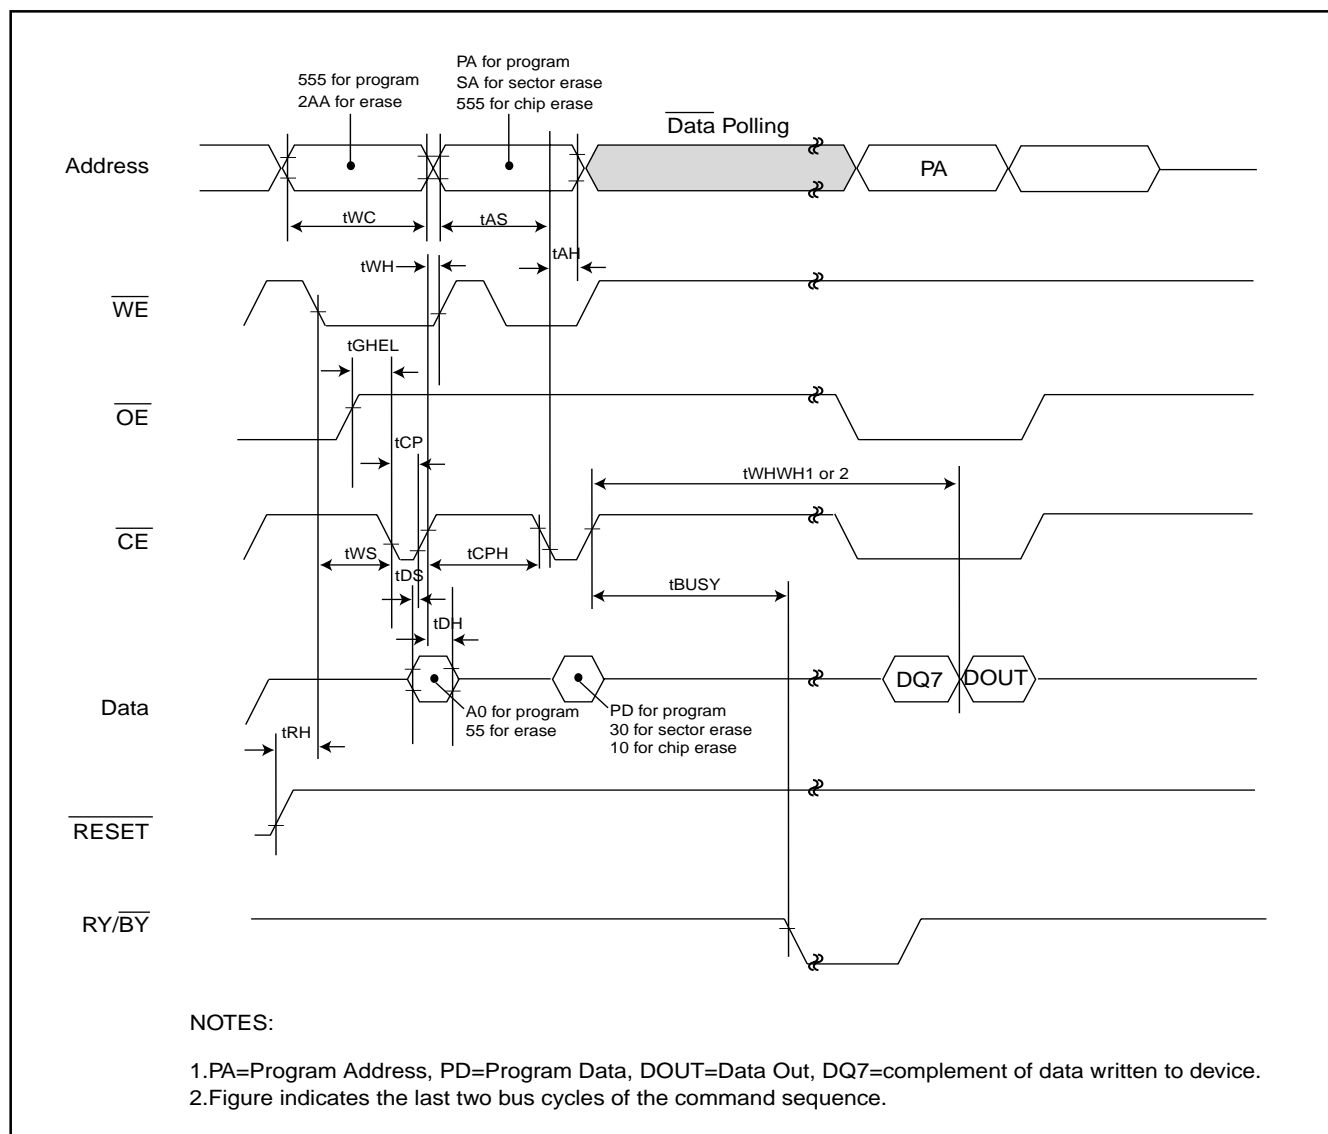 555 for program
2AA for erase
PA for program
SA for sector erase
555 for chip erase
Data Polling
Address
PA
tWC
tAS
tAH
tWH
WE
tGHEL
OE
tCP
tWHWH1 or 2
CE
tWS
tCPH
tDS
tBUSY
tDH
DQ7
DOUT
Data
A0 for program
55 for erase
PD for program
30 for sector erase
10 for chip erase
tRH
RESET
RY/BY
NOTES:
1.PA=Program Address, PD=Program Data, DOUT=Data Out, DQ7=complement of data written to device.
2.Figure indicates the last two bus cycles of the command sequence.